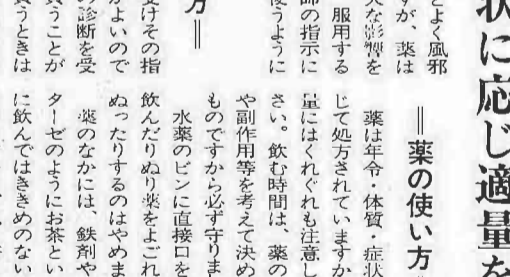 状に応じ適量を
とよく風邪
すが、薬は
大な影響を
服用する
師の指示に
使うように
方＝
受けその指
がよいので
の診断を受
買うことが
買うときは
＝薬の使い方
薬は年令・体質・症状
じて処方されていますか
量にはくれぐれも注意し
さい。飲む時間は、薬の
や副作用等を考えて決め
ものですから必ず守りま
水薬のビンに直接口を
飲んだりぬり薬をよごれ
ぬったりするのはやめま
薬のなかには、鉄剤や
ターゼのようにお茶とい
に飲んではききめのない